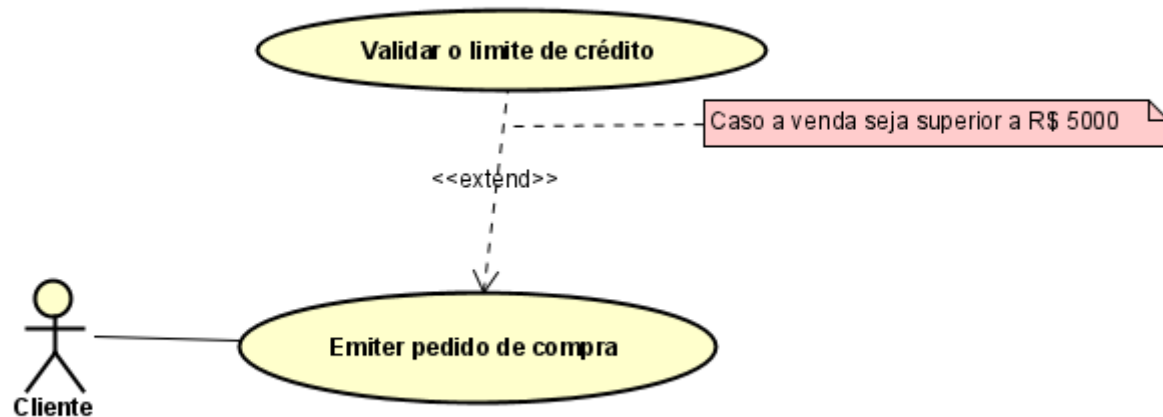 Validar o limite de crédito
Caso a venda seja superior a R$ 5000
<<extend>>
Emiter pedido de compra
Cliente